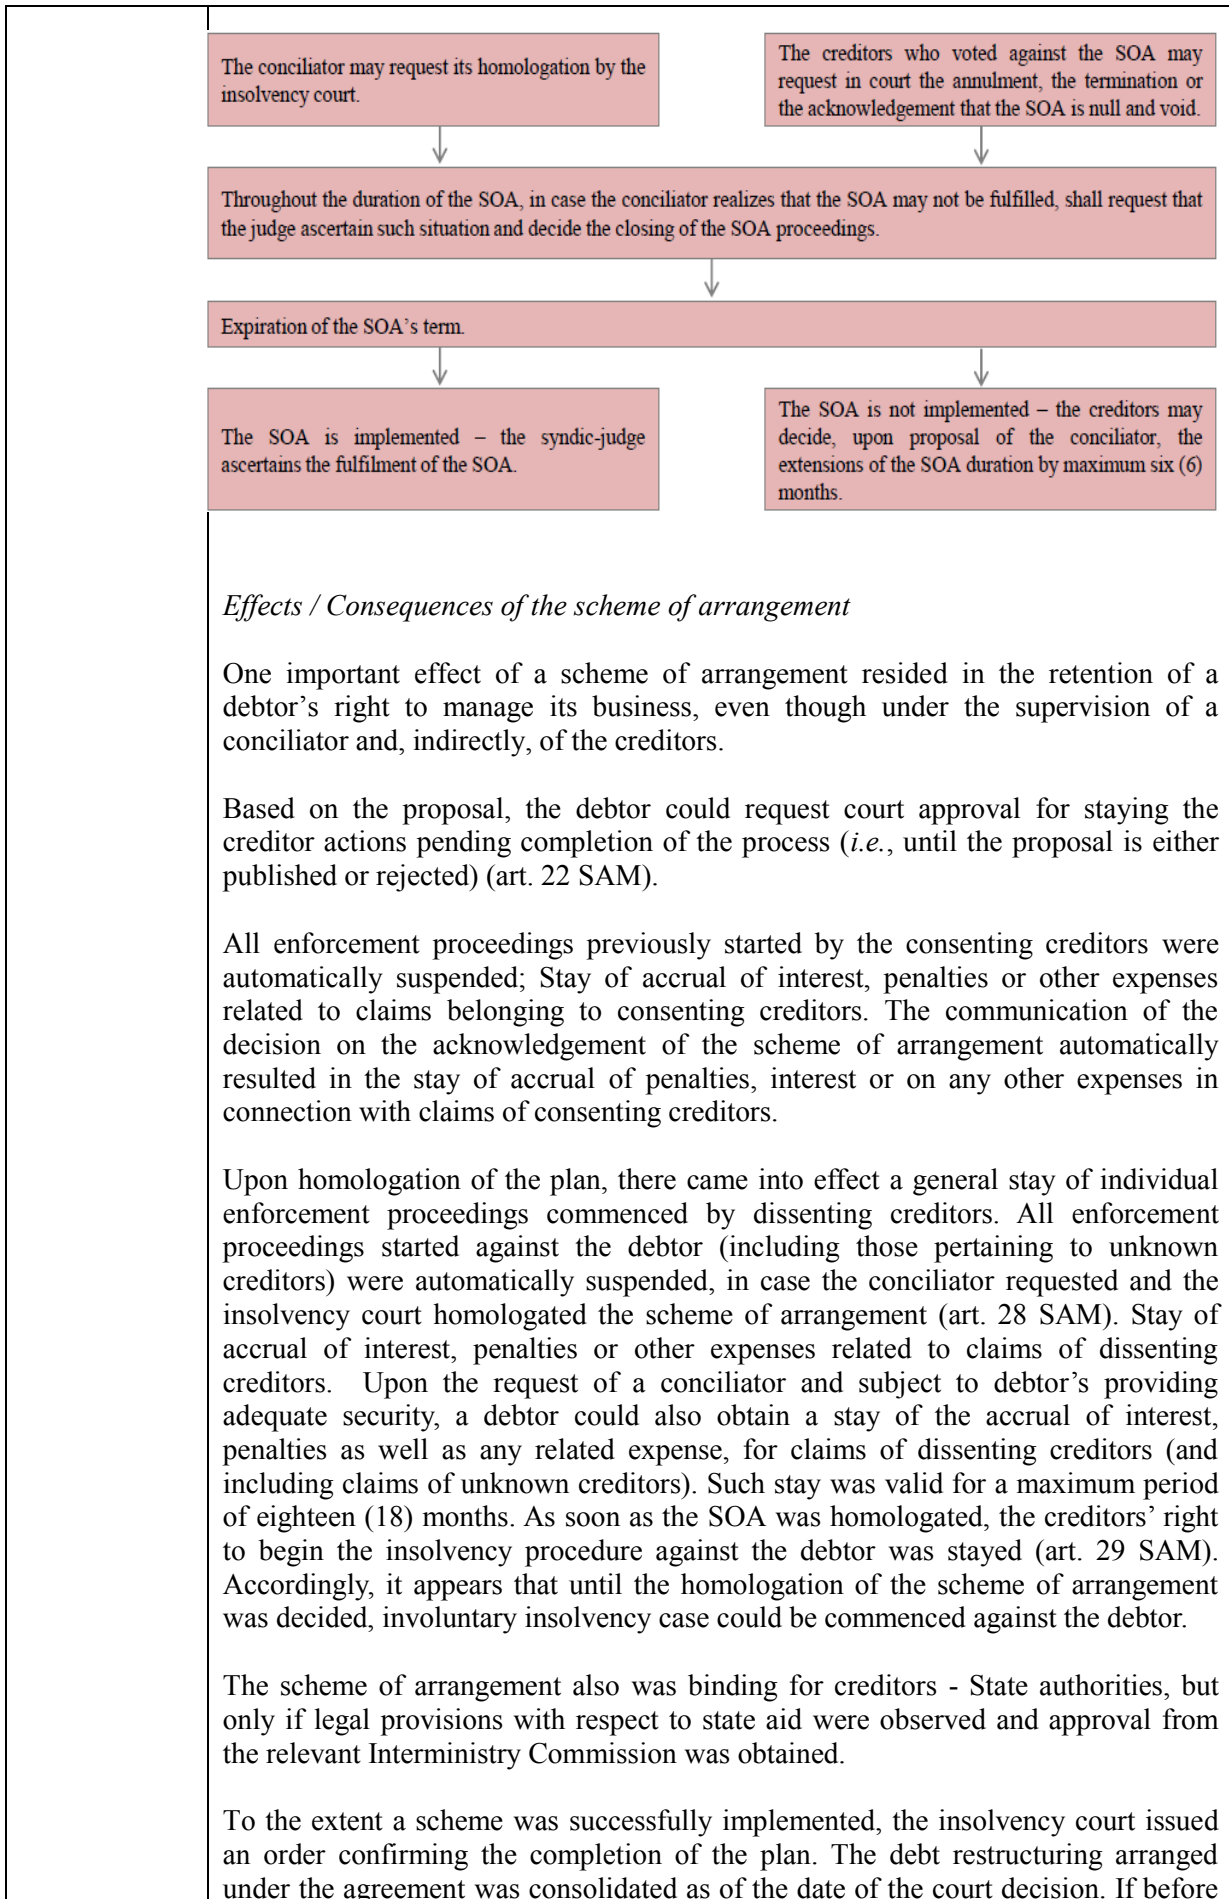 The conciliator may request its homologation by the
insolvency court.
The creditors who voted against the SOA may
request in court the annulment, the termination or
the acknowledgement that the SOA is null and void.
Throughout the duration of the SOA, in case the conciliator realizes that the SOA may not be fulfilled, shall request that
the judge ascertain such situation and decide the closing of the SOA proceedings.
Expiration of the SOA's term.
The SOA is implemented – the syndic-judge
ascertains the fulfilment of the SOA.
The SOA is not implemented – the creditors may
decide, upon proposal of the conciliator, the
extensions of the SOA duration by maximum six (6)
months.
Effects / Consequences of the scheme of arrangement
One important effect of a scheme of arrangement resided in the retention of a
debtor's right to manage its business, even though under the supervision of a
conciliator and, indirectly, of the creditors.
Based on the proposal, the debtor could request court approval for staying the
creditor actions pending completion of the process (i.e., until the proposal is either
published or rejected) (art. 22 SAM).
All enforcement proceedings previously started by the consenting creditors were
automatically suspended; Stay of accrual of interest, penalties or other expenses
related to claims belonging to consenting creditors. The communication of the
decision on the acknowledgement of the scheme of arrangement automatically
resulted in the stay of accrual of penalties, interest or on any other expenses in
connection with claims of consenting creditors.
Upon homologation of the plan, there came into effect a general stay of individual
enforcement proceedings commenced by dissenting creditors. All enforcement
proceedings started against the debtor (including those pertaining to unknown
creditors) were automatically suspended, in case the conciliator requested and the
insolvency court homologated the scheme of arrangement (art. 28 SAM). Stay of
accrual of interest, penalties or other expenses related to claims of dissenting
creditors. Upon the request of a conciliator and subject to debtor's providing
adequate security, a debtor could also obtain a stay of the accrual of interest,
penalties as well as any related expense, for claims of dissenting creditors (and
including claims of unknown creditors). Such stay was valid for a maximum period
of eighteen (18) months. As soon as the SOA was homologated, the creditors' right
to begin the insolvency procedure against the debtor was stayed (art. 29 SAM).
Accordingly, it appears that until the homologation of the scheme of arrangement
was decided, involuntary insolvency case could be commenced against the debtor.
The scheme of arrangement also was binding for creditors - State authorities, but
only if legal provisions with respect to state aid were observed and approval from
the relevant Interministry Commission was obtained.
To the extent a scheme was successfully implemented, the insolvency court issued
an order confirming the completion of the plan. The debt restructuring arranged
under the agreement was consolidated as of the date of the court decision. If before